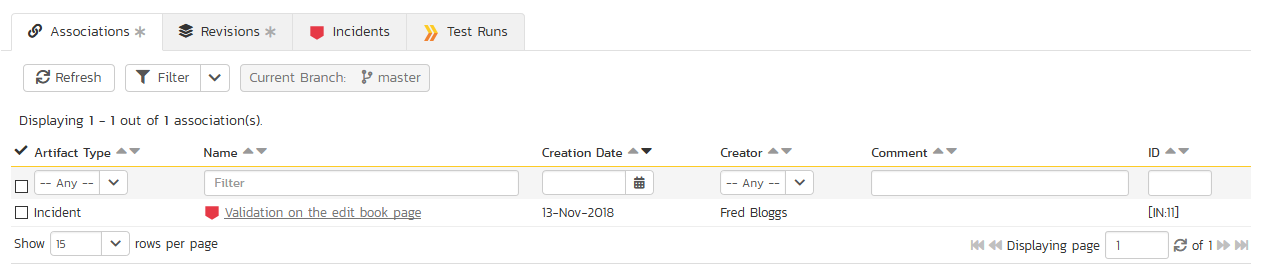 Associations * Revisions * Incidents Test Runs
Refresh Filter Current Branch: master
Displaying 1 - 1 out of 1 association(s).
Artifact Type Name Creation Date Creator Comment ID
-- Any -- Filter -- Any --
Incident Validation on the edit book page 13-Nov-2018 Fred Bloggs [IN:11]
Show 15 rows per page Displaying page 1 of 1